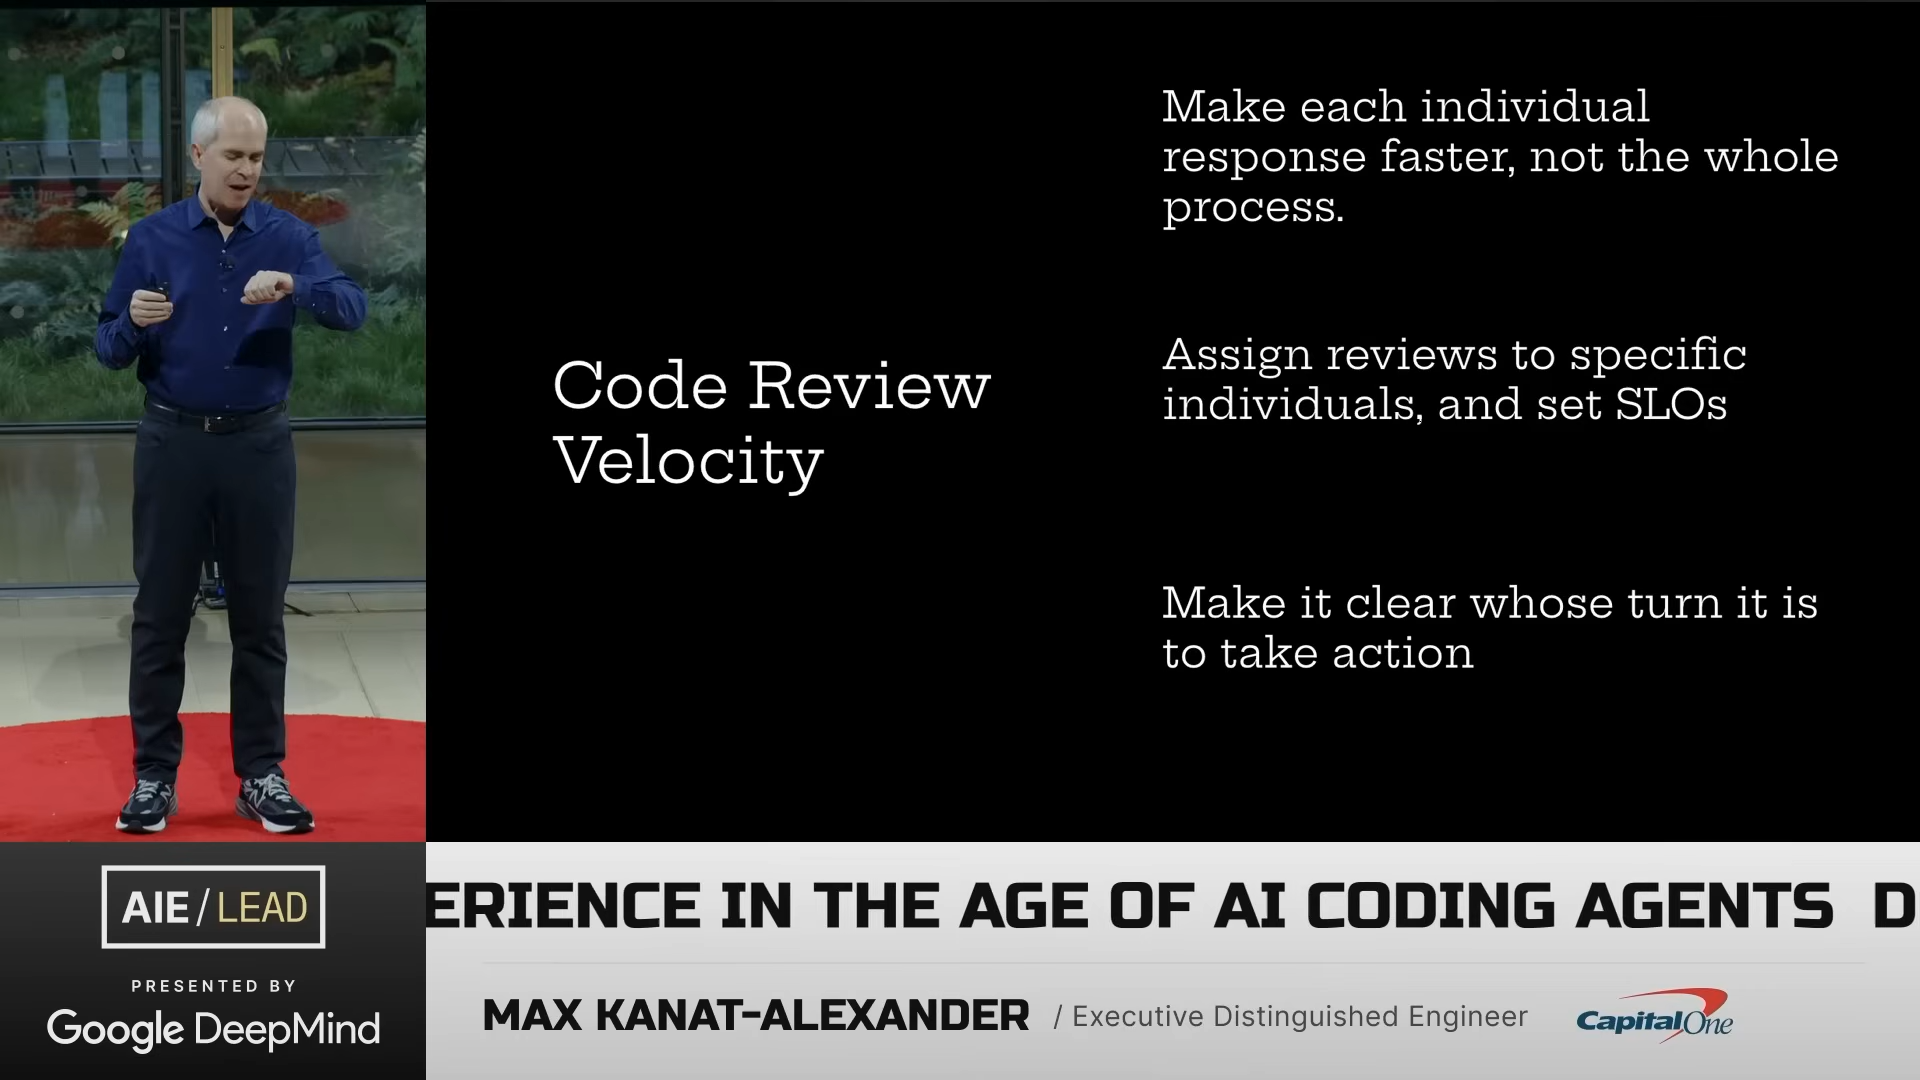 Code Review
Velocity
Make each individual
response faster, not the whole
process.
Assign reviews to specific
individuals, and set SLOs
Make it clear whose turn it is
to take action
AIE/LEAD
PRESENTED BY
Google DeepMind
ERIENCE IN THE AGE OF AI CODING AGENTS D
MAX KANAT-ALEXANDER / Executive Distinguished Engineer
Capital One